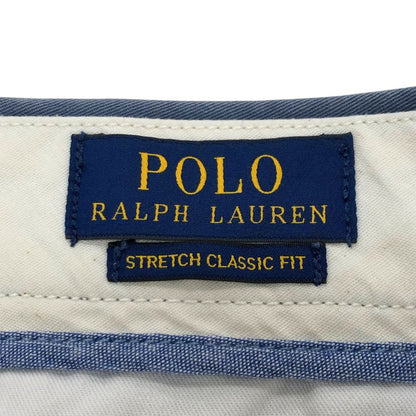 POLO
RALPH LAUREN
STRETCH CLASSIC FIT